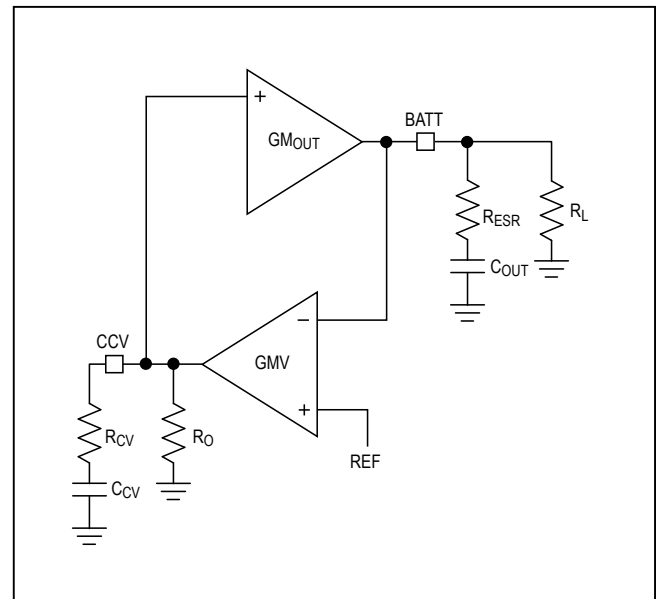 +
GMOUT
BATT
RESR
RL
COUT
CCV
−
GMV
+
RCV
RO
REF
CCV